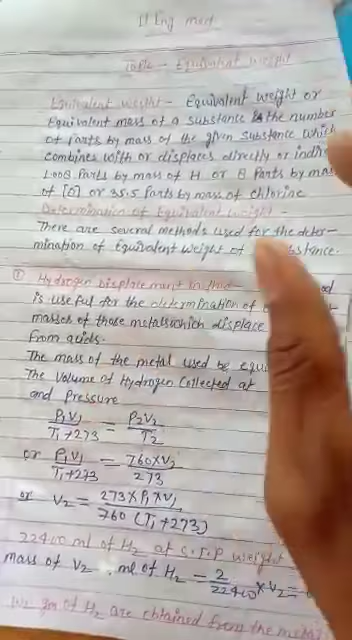 Topic - Equivalent weight
Equivalent weight - Equivalent weight or
Equivalent mass of a substance is the number
of parts by mass of the given substance which
combines with or displaces directly or indire
1.008 Parts by mass of H or 8 Parts by mas
of [O] or 35.5 Parts by mass of chlorine
Determination of Equivalent weight -
There are several methods used for the deter-
mination of Equivalent weight of bstance.
① Hydrogen Displacement method - od
is useful for the determination of
masses of those metals which displace
from acids.
The mass of the metal used be equi
The volume of Hydrogen Collected at
and pressure
P₁V₁/T₁+273 = P₂V₂/T₂
or P₁V₁/T₁+273 = 760×V₂/273
or V₂ = 273×P₁×V₁/760 (T₁+273)
22400 ml of H₂ at weight
mass of V₂ ml of H₂ = 2/22400 × V₂ =
gm of H₂ are obtained from the metal